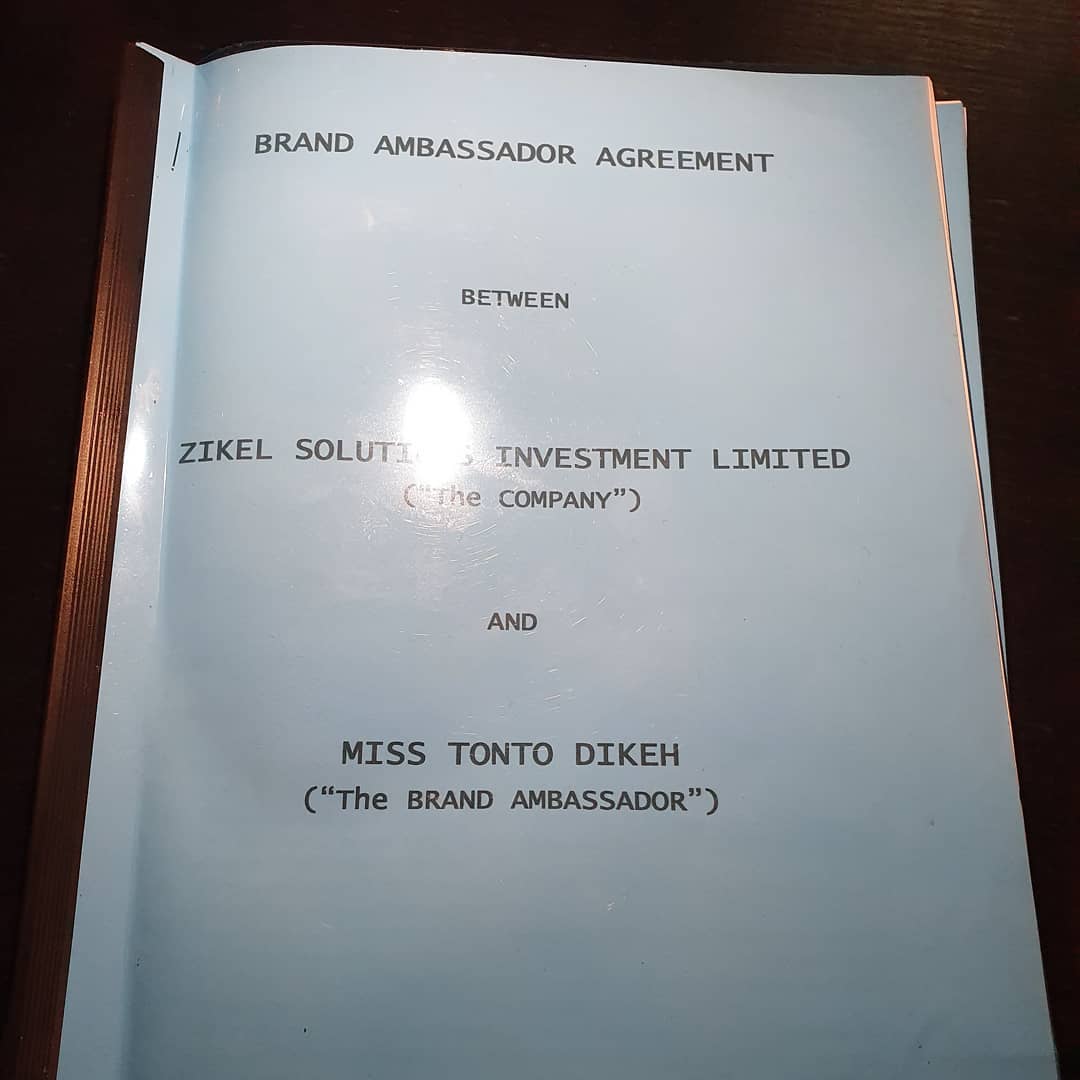 BRAND AMBASSADOR AGREEMENT
BETWEEN
ZIKEL INVESTMENT LIMITED
("The COMPANY”)
AND
MISS TONTO DIKEH
(“The BRAND AMBASSADOR”)